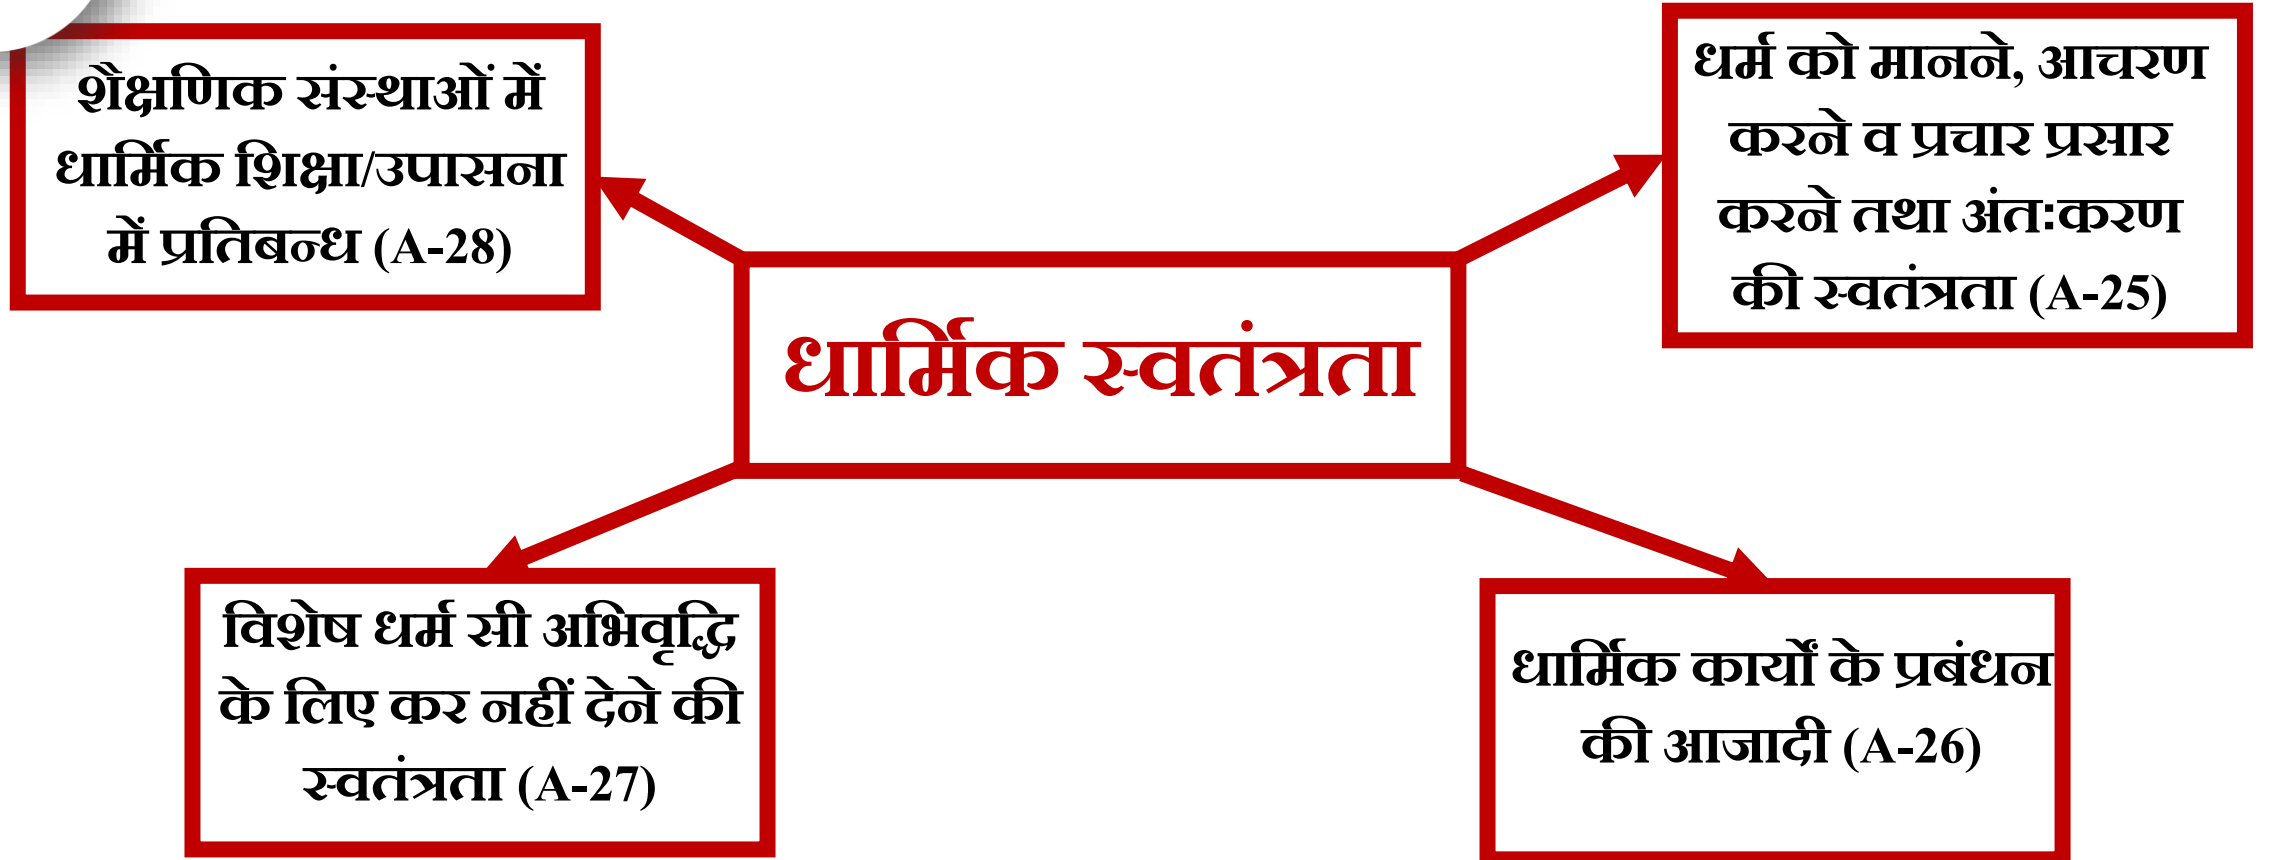 शैक्षणिक संस्थाओं में
धार्मिक शिक्षा/उपासना
में प्रतिबन्ध (A-28)
धर्म को मानने, आचरण
करने व प्रचार प्रसार
करने तथा अंत:करण
की स्वतंत्रता (A-25)
धार्मिक स्वतंत्रता
विशेष धर्म सी अभिवृद्धि
के लिए कर नहीं देने की
स्वतंत्रता (A-27)
धार्मिक कार्यों के प्रबंधन
की आजादी (A-26)